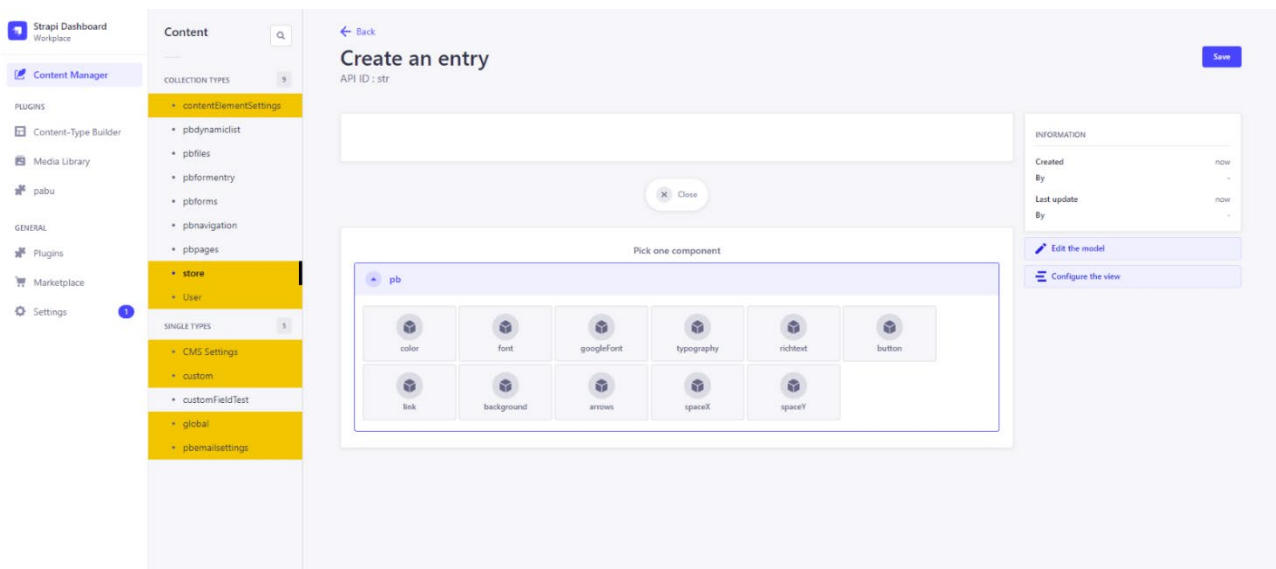 Strapi Dashboard
Workplace
Content Manager
PLUGINS
Content-Type Builder
Media Library
pabu
GENERAL
Plugins
Marketplace
Settings
1
Content
COLLECTION TYPES
9
contentElementSettings
pbdynamiclist
pbfiles
pbformentry
pbforms
pbnavigation
pbpages
store
User
SINGLE TYPES
5
CMS Settings
custom
customFieldTest
global
pbemailsettings
Back
Create an entry
API ID : str
Save
Close
Pick one component
pb
color font googleFont typography richtext button
link background arrows spaceX spaceY
INFORMATION
Created now
By -
Last update now
By -
Edit the model
Configure the view